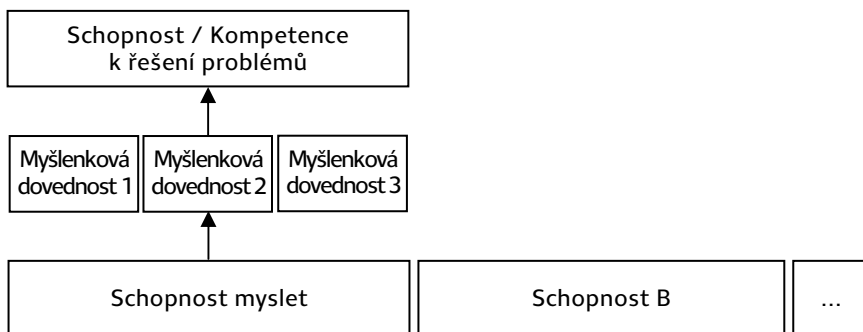 Schopnost / Kompetence
k řešení problémů
Myšlenková
dovednost 1
Myšlenková
dovednost 2
Myšlenková
dovednost 3
Schopnost myslet
Schopnost B
...